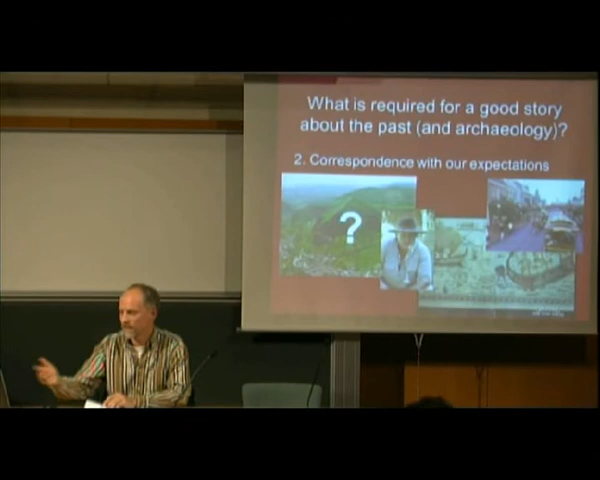 What is required for a good story
about the past (and archaeology)?
2. Correspondence with our expectations
?